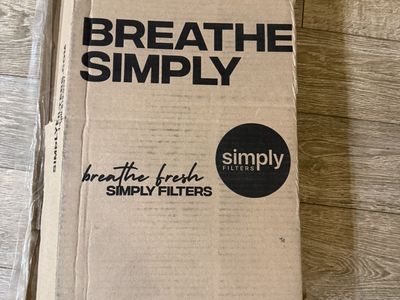 BREATHE
SIMPLY
breathe fresh
SIMPLY FILTERS
simply
FILTERS